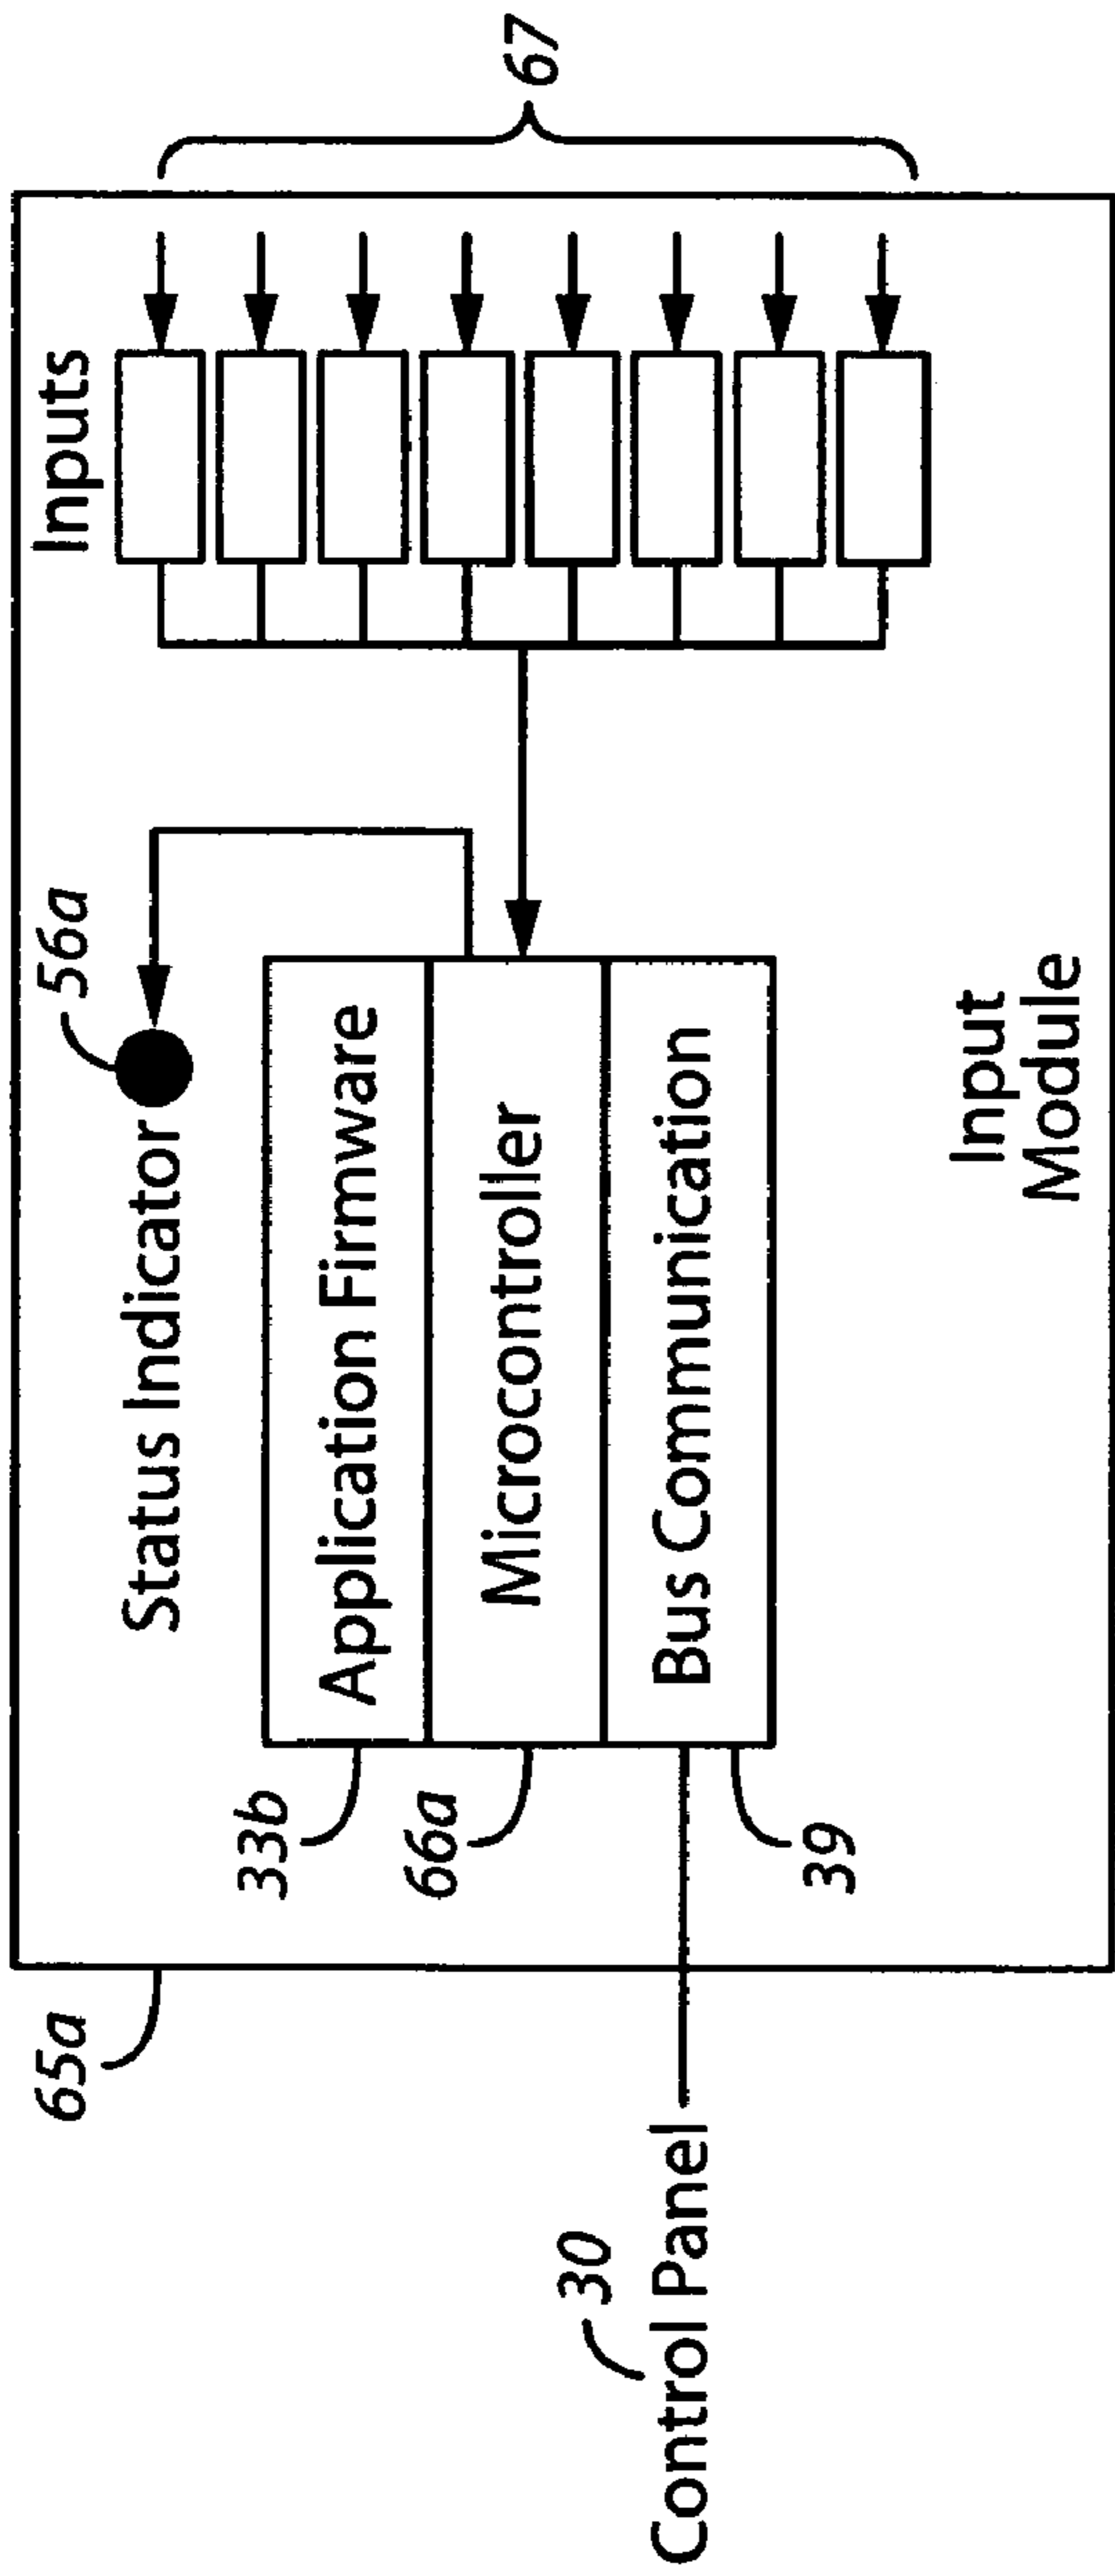 65a
56a
Inputs
67
Status Indicator
33b
Application Firmware
66a
Microcontroller
30
Control Panel
Bus Communication
39
Input
Module